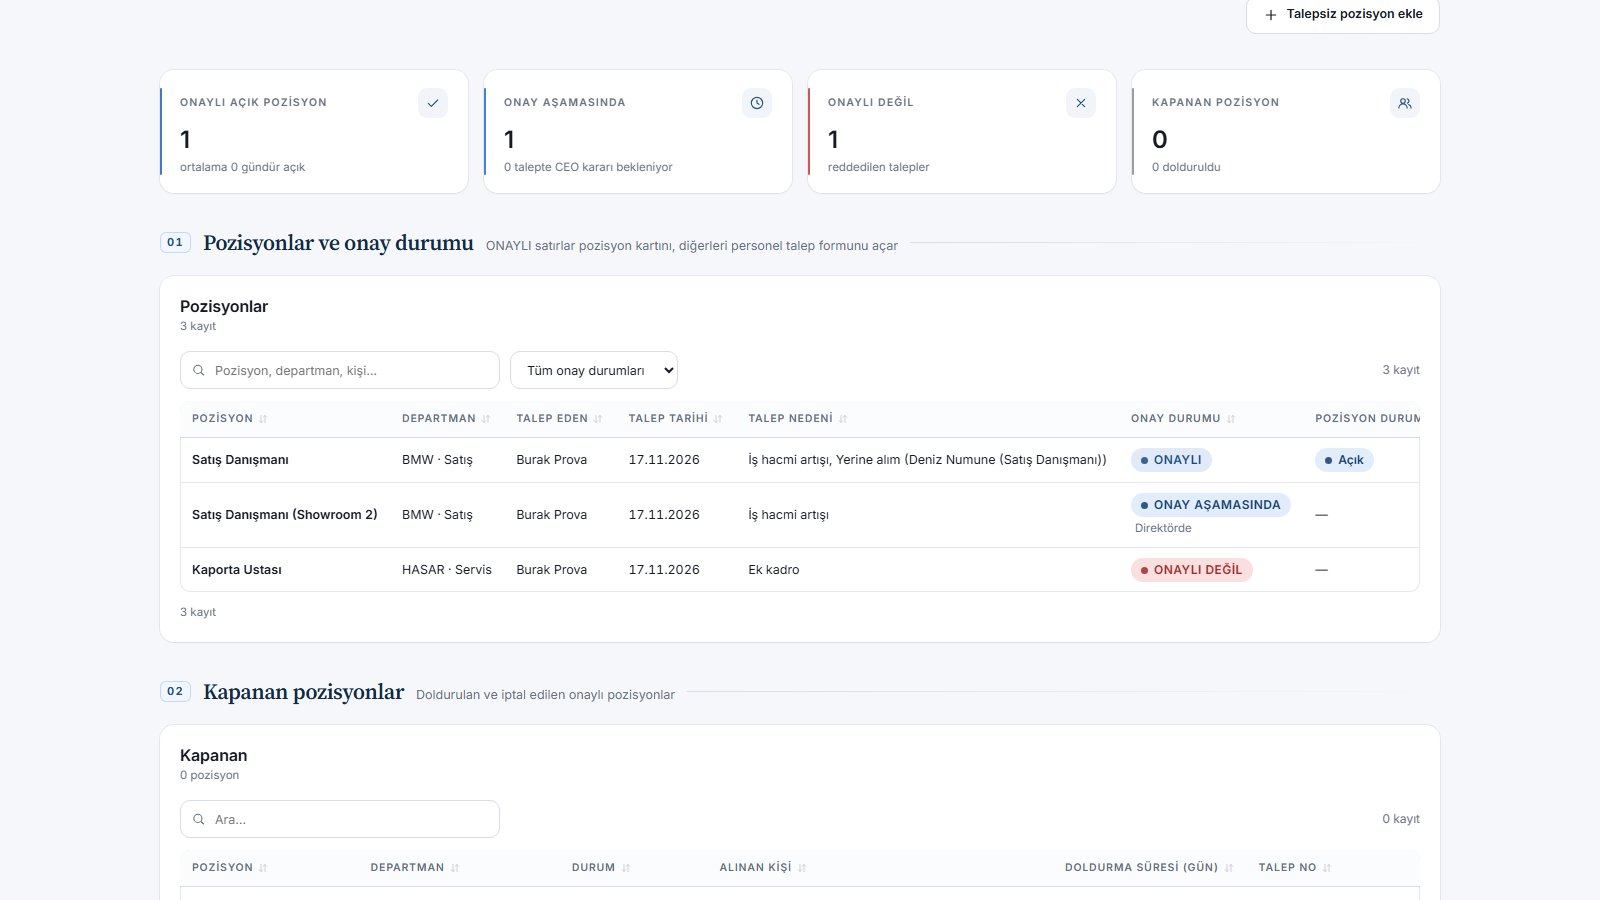 Talepsiz pozisyon ekle
ONAYLI AÇIK POZİSYON
1
ortalama 0 gündür açık
ONAY AŞAMASINDA
1
0 talepte CEO kararı bekleniyor
ONAYLI DEĞİL
1
reddedilen talepler
KAPANAN POZİSYON
0
0 dolduruldu
01 Pozisyonlar ve onay durumu ONAYLI satırlar pozisyon kartını, diğerleri personel talep formunu açar
Pozisyonlar
3 kayıt
Pozisyon, departman, kişi... Tüm onay durumları 3 kayıt
POZİSYON DEPARTMAN TALEP EDEN TALEP TARİHİ TALEP NEDENİ ONAY DURUMU POZİSYON DURUM
Satış Danışmanı BMW · Satış Burak Prova 17.11.2026 İş hacmi artışı, Yerine alım (Deniz Numune (Satış Danışmanı)) ONAYLI Açık
Satış Danışmanı (Showroom 2) BMW · Satış Burak Prova 17.11.2026 İş hacmi artışı ONAY AŞAMASINDA —
Direktörde
Kaporta Ustası HASAR · Servis Burak Prova 17.11.2026 Ek kadro ONAYLI DEĞİL —
3 kayıt
02 Kapanan pozisyonlar Doldurulan ve iptal edilen onaylı pozisyonlar
Kapanan
0 pozisyon
Ara... 0 kayıt
POZİSYON DEPARTMAN DURUM ALINAN KİŞİ DOLDURMA SÜRESİ (GÜN) TALEP NO